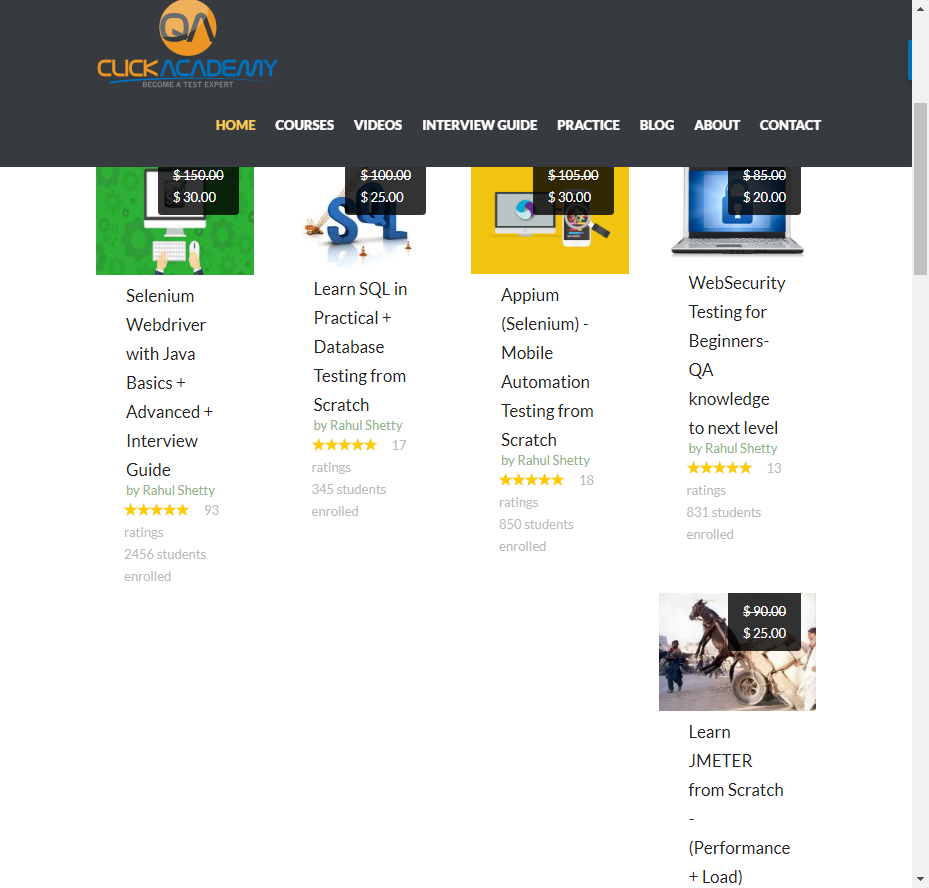 QA
CLICKACADEMY
BECOME A TEST EXPERT
HOME COURSES VIDEOS INTERVIEW GUIDE PRACTICE BLOG ABOUT CONTACT
$ 150.00
$ 30.00
Selenium
Webdriver
with Java
Basics +
Advanced +
Interview
Guide
by Rahul Shetty
93
ratings
2456 students
enrolled
$ 100.00
$ 25.00
SQL
Learn SQL in
Practical +
Database
Testing from
Scratch
by Rahul Shetty
17
ratings
345 students
enrolled
$ 105.00
$ 30.00
Appium
(Selenium) -
Mobile
Automation
Testing from
Scratch
by Rahul Shetty
18
ratings
850 students
enrolled
$ 85.00
$ 20.00
WebSecurity
Testing for
Beginners-
QA
knowledge
to next level
by Rahul Shetty
13
ratings
831 students
enrolled
$ 90.00
$ 25.00
Learn
JMETER
from Scratch
-
(Performance
+ Load)